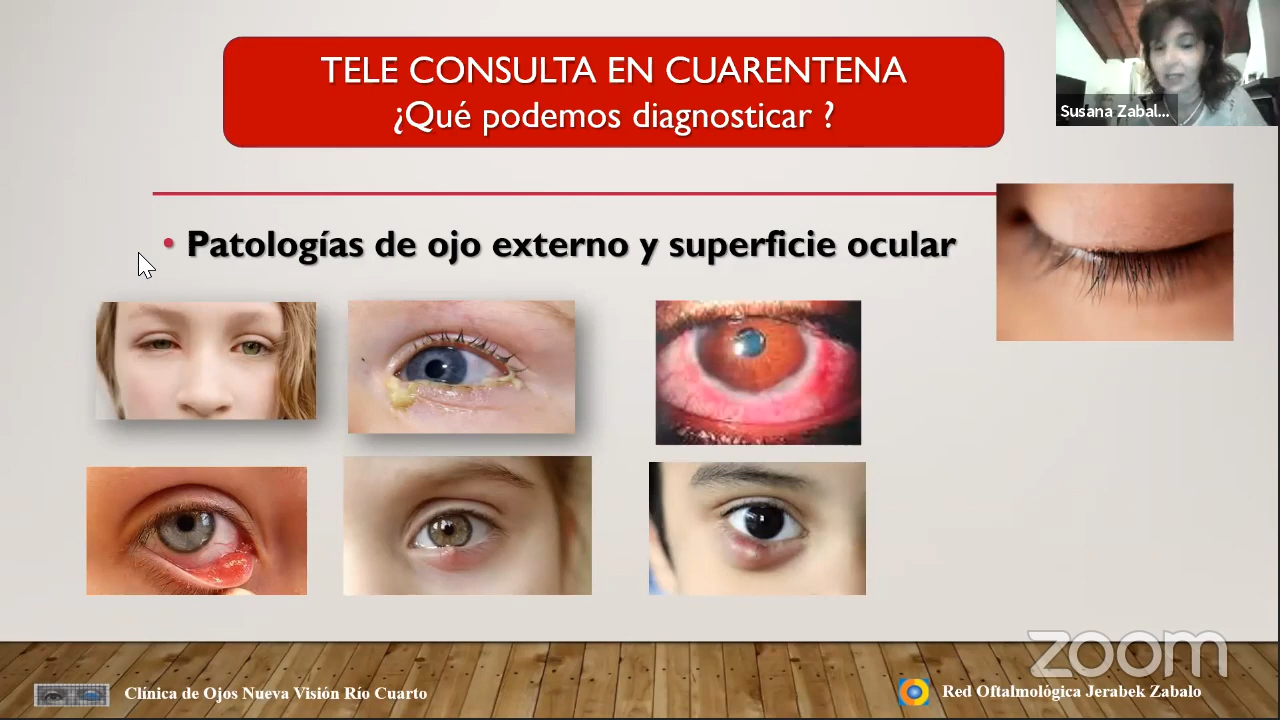 TELE CONSULTA EN CUARENTENA
¿Qué podemos diagnosticar ?
Susana Zabal...
• Patologías de ojo externo y superficie ocular
zoom
Clínica de Ojos Nueva Visión Río Cuarto
Red Oftalmológica Jerabek Zabalo